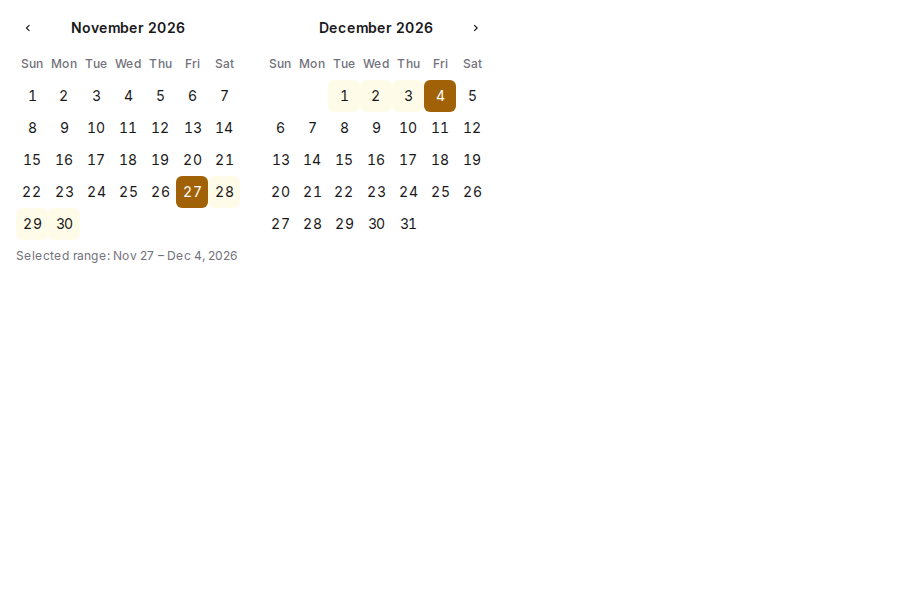 ‹ November 2026
Sun Mon Tue Wed Thu Fri Sat
1 2 3 4 5 6 7
8 9 10 11 12 13 14
15 16 17 18 19 20 21
22 23 24 25 26 27 28
29 30
December 2026 ›
Sun Mon Tue Wed Thu Fri Sat
1 2 3 4 5
6 7 8 9 10 11 12
13 14 15 16 17 18 19
20 21 22 23 24 25 26
27 28 29 30 31
Selected range: Nov 27 – Dec 4, 2026